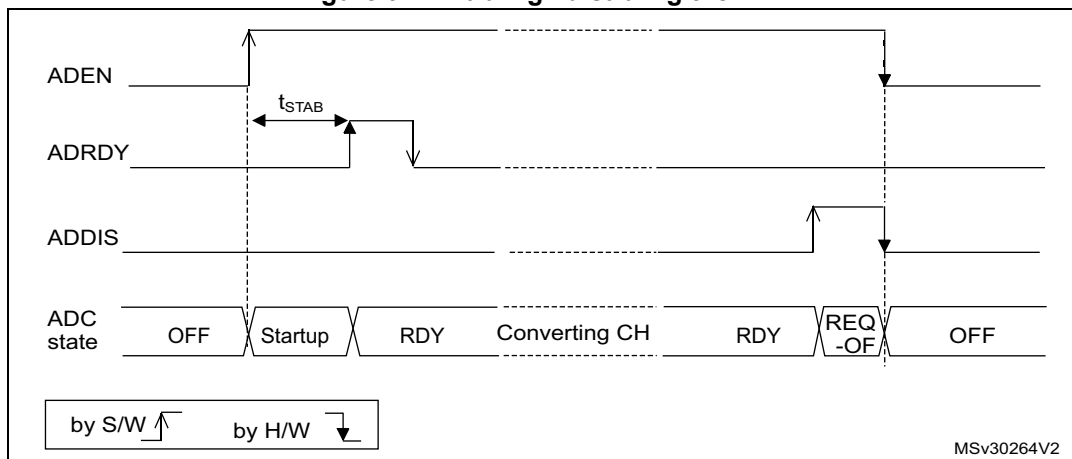 ADEN
tSTAB
ADRDY
ADDIS
ADC
state
OFF Startup RDY Converting CH RDY REQ
-OF OFF
by S/W by H/W
MSv30264V2